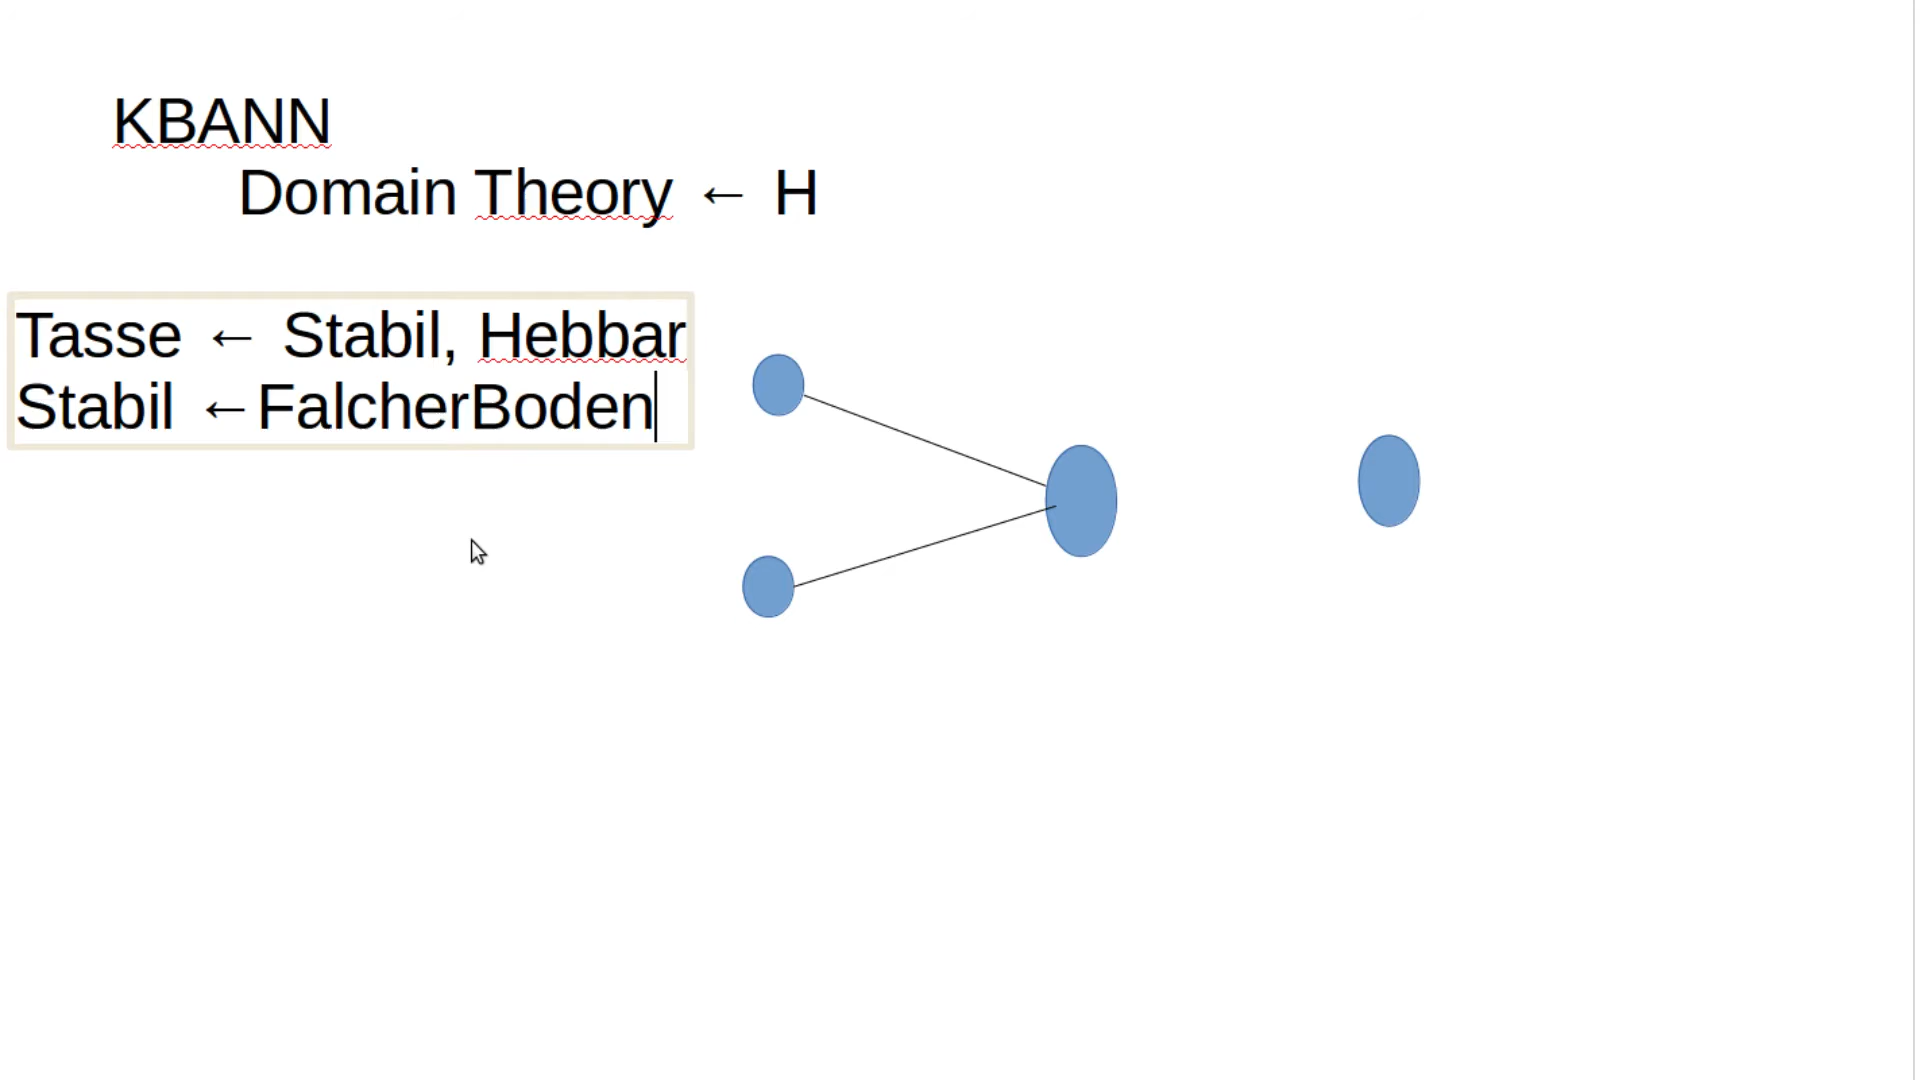 KBANN
Domain Theory ← H
Tasse ← Stabil, Hebbar
Stabil ←FalcherBoden